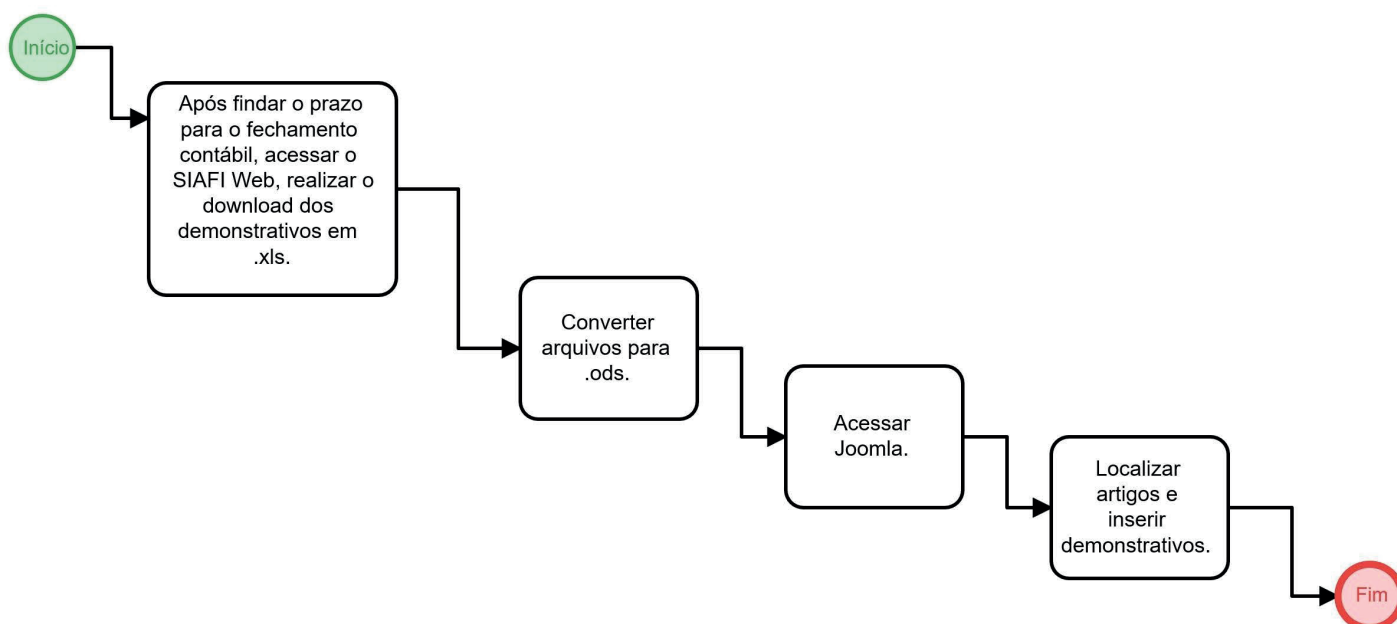 Início
Após findar o prazo
para o fechamento
contábil, acessar o
SIAFI Web, realizar o
download dos
demonstrativos em
.xls.
Converter
arquivos para
.ods.
Acessar
Joomla.
Localizar
artigos e
inserir
demonstrativos.
Fim